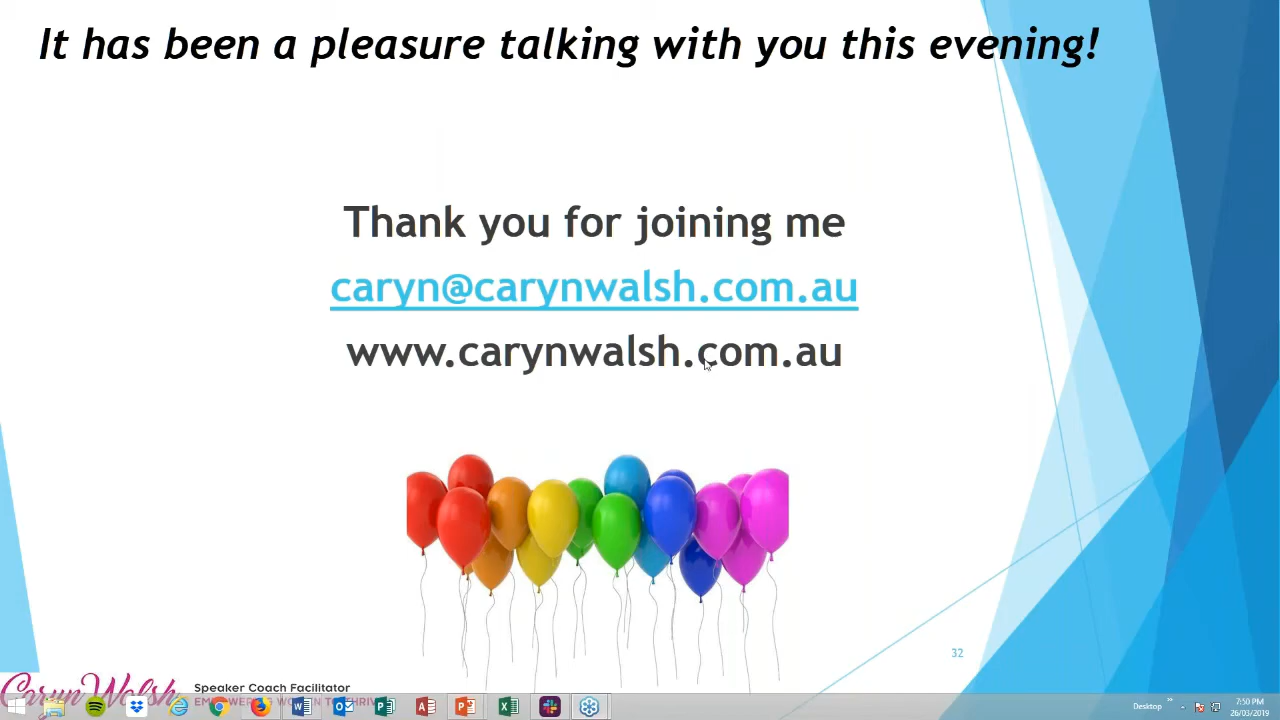 It has been a pleasure talking with you this evening!
Thank you for joining me
caryn@carynwalsh.com.au
www.carynwalsh.com.au
32
Caryn Walsh
Speaker Coach Facilitator
Desktop
7:50 PM
26/03/2019